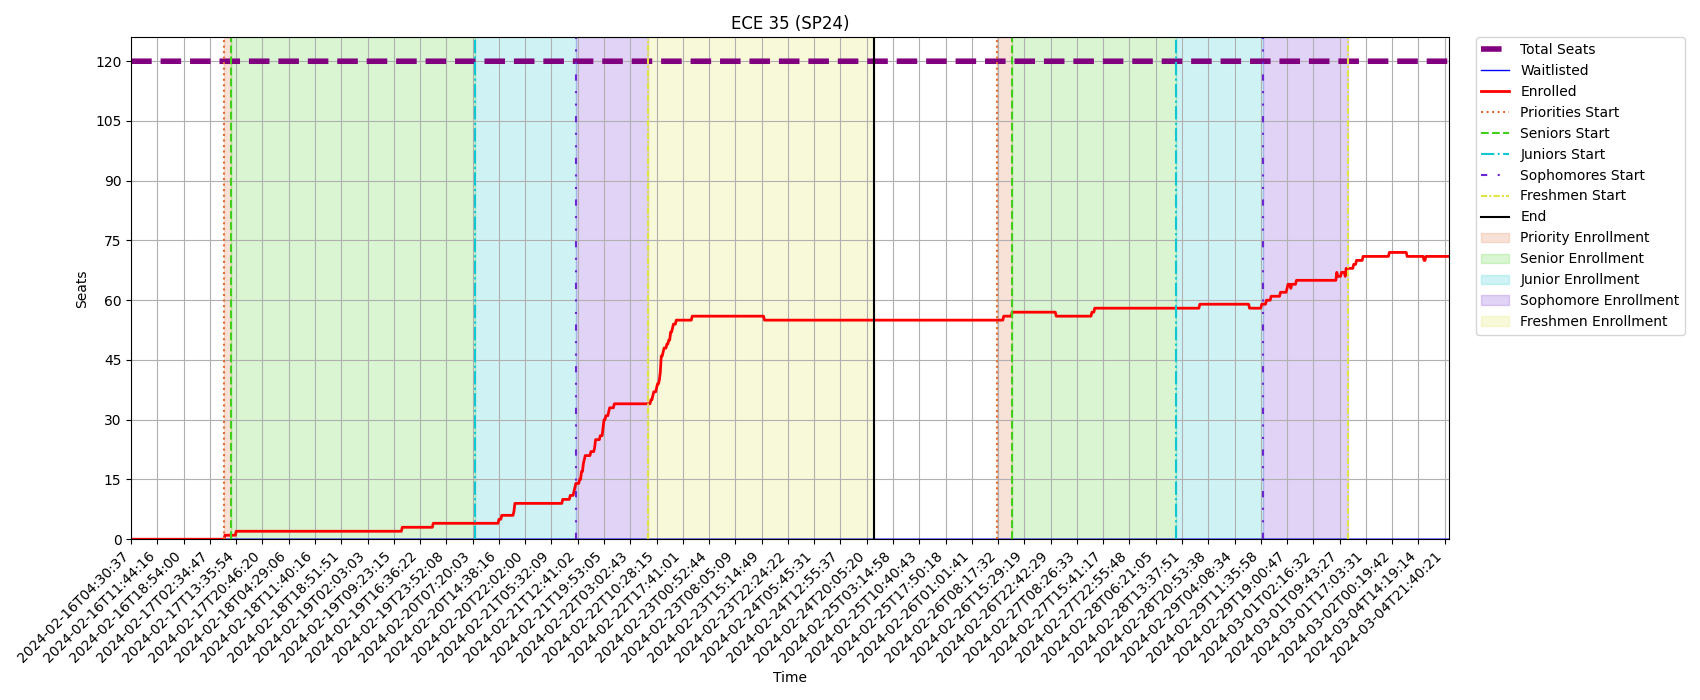 ECE 35 (SP24)
Seats
120
105
90
75
60
45
30
15
0
2024-02-16T04:30:37
2024-02-16T11:44:16
2024-02-16T18:54:00
2024-02-17T02:34:47
2024-02-17T13:35:54
2024-02-17T20:46:20
2024-02-18T04:29:06
2024-02-18T11:40:16
2024-02-18T18:51:51
2024-02-19T02:03:03
2024-02-19T09:23:15
2024-02-19T16:36:22
2024-02-19T23:52:08
2024-02-20T07:20:03
2024-02-20T14:38:16
2024-02-20T22:02:00
2024-02-21T05:32:09
2024-02-21T12:41:02
2024-02-21T19:53:05
2024-02-22T03:02:43
2024-02-22T10:28:15
2024-02-22T17:41:01
2024-02-23T00:52:44
2024-02-23T08:05:09
2024-02-23T15:14:49
2024-02-23T22:24:22
2024-02-24T05:45:31
2024-02-24T12:55:37
2024-02-24T20:05:20
2024-02-25T03:14:58
2024-02-25T10:40:43
2024-02-25T17:50:18
2024-02-26T01:01:41
2024-02-26T08:17:32
2024-02-26T15:29:19
2024-02-26T22:42:29
2024-02-27T08:26:33
2024-02-27T15:41:17
2024-02-27T22:55:48
2024-02-28T06:21:05
2024-02-28T13:37:51
2024-02-28T20:53:38
2024-02-29T04:08:34
2024-02-29T11:35:58
2024-02-29T19:00:47
2024-03-01T02:16:32
2024-03-01T09:43:27
2024-03-01T17:03:31
2024-03-02T00:19:42
2024-03-04T14:19:14
2024-03-04T21:40:21
Time
Total Seats
Waitlisted
Enrolled
Priorities Start
Seniors Start
Juniors Start
Sophomores Start
Freshmen Start
End
Priority Enrollment
Senior Enrollment
Junior Enrollment
Sophomore Enrollment
Freshmen Enrollment